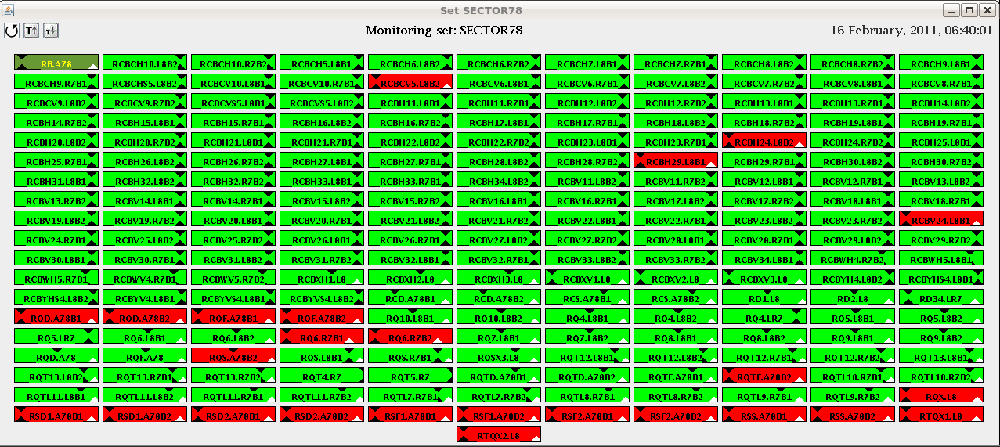 Set SECTOR78
T T
Monitoring set: SECTOR78 16 February, 2011, 06:40:01
RB.A78 RCBCH10.L8B2 RCBCH10.R7B2 RCBCH5.L8B1 RCBCH6.L8B2 RCBCH6.R7B2 RCBCH7.L8B1 RCBCH7.R7B1 RCBCH8.L8B2 RCBCH8.R7B2 RCBCH9.L8B1
RCBCH9.R7B1 RCBCHS5.L8B2 RCBCV10.L8B1 RCBCV10.R7B1 RCBCV5.L8B2 RCBCV6.L8B1 RCBCV6.R7B1 RCBCV7.L8B2 RCBCV7.R7B2 RCBCV8.L8B1 RCBCV8.R7B1
RCBCV9.L8B2 RCBCV9.R7B2 RCBCVS5.L8B1 RCBCVS5.L8B2 RCBH11.L8B1 RCBH11.R7B1 RCBH12.L8B2 RCBH12.R7B2 RCBH13.L8B1 RCBH13.R7B1 RCBH14.L8B2
RCBH14.R7B2 RCBH15.L8B1 RCBH15.R7B1 RCBH16.L8B2 RCBH16.R7B2 RCBH17.L8B1 RCBH17.R7B1 RCBH18.L8B2 RCBH18.R7B2 RCBH19.L8B1 RCBH19.R7B1
RCBH20.L8B2 RCBH20.R7B2 RCBH21.L8B1 RCBH21.R7B1 RCBH22.L8B2 RCBH22.R7B2 RCBH23.L8B1 RCBH23.R7B1 RCBH24.L8B2 RCBH24.R7B2 RCBH25.L8B1
RCBH25.R7B1 RCBH26.L8B2 RCBH26.R7B2 RCBH27.L8B1 RCBH27.R7B1 RCBH28.L8B2 RCBH28.R7B2 RCBH29.L8B1 RCBH29.R7B1 RCBH30.L8B2 RCBH30.R7B2
RCBH31.L8B1 RCBH32.L8B2 RCBH32.R7B2 RCBH33.L8B1 RCBH33.R7B1 RCBH34.L8B2 RCBV11.L8B2 RCBV11.R7B2 RCBV12.L8B1 RCBV12.R7B1 RCBV13.L8B2
RCBV13.R7B2 RCBV14.L8B1 RCBV14.R7B1 RCBV15.L8B2 RCBV15.R7B2 RCBV16.L8B1 RCBV16.R7B1 RCBV17.L8B2 RCBV17.R7B2 RCBV18.L8B1 RCBV18.R7B1
RCBV19.L8B2 RCBV19.R7B2 RCBV20.L8B1 RCBV20.R7B1 RCBV21.L8B2 RCBV21.R7B2 RCBV22.L8B1 RCBV22.R7B1 RCBV23.L8B2 RCBV23.R7B2 RCBV24.L8B1
RCBV24.R7B1 RCBV25.L8B2 RCBV25.R7B2 RCBV26.L8B1 RCBV26.R7B1 RCBV27.L8B2 RCBV27.R7B2 RCBV28.L8B1 RCBV28.R7B1 RCBV29.L8B2 RCBV29.R7B2
RCBV30.L8B1 RCBV30.R7B1 RCBV31.L8B2 RCBV31.R7B2 RCBV32.L8B1 RCBV32.R7B1 RCBV33.L8B2 RCBV33.R7B2 RCBV34.L8B1 RCBWH4.R7B2 RCBWH5.L8B1
RCBWH5.R7B1 RCBWV4.R7B1 RCBWV5.R7B2 RCBXH1.L8 RCBXH2.L8 RCBXH3.L8 RCBXV1.L8 RCBXV2.L8 RCBXV3.L8 RCBYH4.L8B2 RCBYHS4.L8B1
RCBYHS4.L8B2 RCBYV4.L8B1 RCBYVS4.L8B1 RCBYVS4.L8B2 RCD.A78B1 RCD.A78B2 RCS.A78B1 RCS.A78B2 RD1.L8 RD2.L8 RD34.LR7
ROD.A78B1 ROD.A78B2 ROF.A78B1 ROF.A78B2 RQ10.L8B1 RQ10.L8B2 RQ4.L8B1 RQ4.L8B2 RQ4.LR7 RQ5.L8B1 RQ5.L8B2
RQ5.LR7 RQ6.L8B1 RQ6.L8B2 RQ6.R7B1 RQ6.R7B2 RQ7.L8B1 RQ7.L8B2 RQ8.L8B1 RQ8.L8B2 RQ9.L8B1 RQ9.L8B2
RQD.A78 RQF.A78 RQS.A78B2 RQS.L8B1 RQS.R7B1 RQSX3.L8 RQT12.L8B1 RQT12.L8B2 RQT12.R7B1 RQT12.R7B2 RQT13.L8B1
RQT13.L8B2 RQT13.R7B1 RQT13.R7B2 RQT4.R7 RQT5.R7 RQTD.A78B1 RQTD.A78B2 RQTF.A78B1 RQTF.A78B2 RQTL10.R7B1 RQTL10.R7B2
RQTL11.L8B1 RQTL11.L8B2 RQTL11.R7B1 RQTL11.R7B2 RQTL7.R7B1 RQTL7.R7B2 RQTL8.R7B1 RQTL8.R7B2 RQTL9.R7B1 RQTL9.R7B2 RQX.L8
RSD1.A78B1 RSD1.A78B2 RSD2.A78B1 RSD2.A78B2 RSF1.A78B1 RSF1.A78B2 RSF2.A78B1 RSF2.A78B2 RSS.A78B1 RSS.A78B2 RTQX1.L8
RTQX2.L8